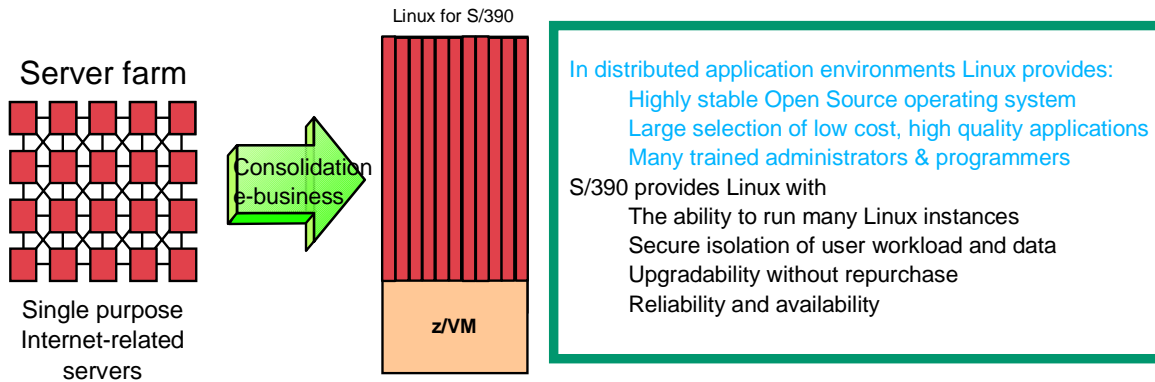 Linux for S/390
Server farm
Consolidation
e-business
Single purpose
Internet-related
servers
z/VM
In distributed application environments Linux provides:
Highly stable Open Source operating system
Large selection of low cost, high quality applications
Many trained administrators & programmers
S/390 provides Linux with
The ability to run many Linux instances
Secure isolation of user workload and data
Upgradability without repurchase
Reliability and availability